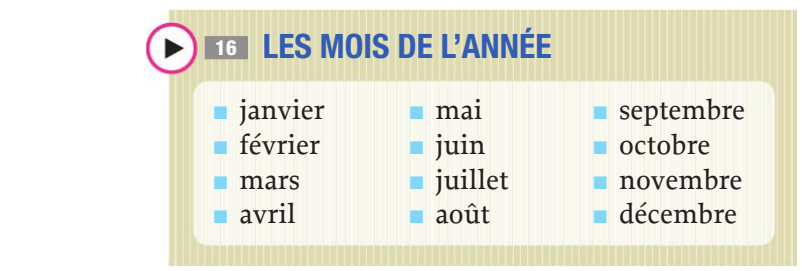 16 LES MOIS DE L'ANNÉE
janvier
février
mars
avril
mai
juin
juillet
août
septembre
octobre
novembre
décembre